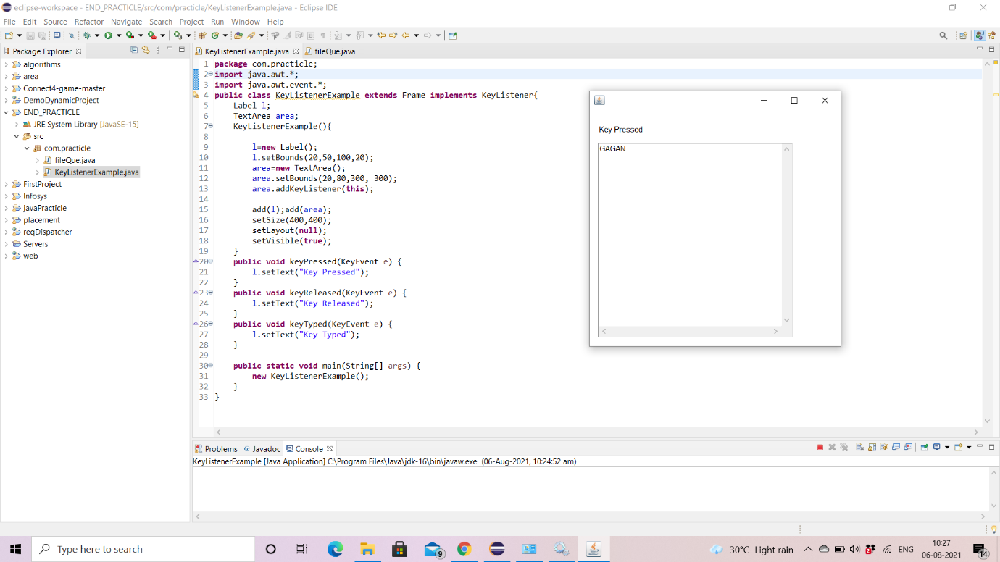 eclipse-workspace - END_PRACTICLE/src/com/practicle/KeyListenerExample.java - Eclipse IDE
File Edit Source Refactor Navigate Search Project Run Window Help
Package Explorer
algorithms
area
Connect4-game-master
DemoDynamicProject
END_PRACTICLE
JRE System Library [JavaSE-15]
src
com.practicle
fileQue.java
KeyListenerExample.java
FirstProject
Infosys
javaPracticle
placement
reqDispatcher
Servers
web
KeyListenerExample.java fileQue.java
1 package com.practicle;
2 import java.awt.*;
3 import java.awt.event.*;
4 public class KeyListenerExample extends Frame implements KeyListener{
5 Label l;
6 TextArea area;
7 KeyListenerExample(){
8
9 l=new Label();
10 l.setBounds(20,50,100,20);
11 area=new TextArea();
12 area.setBounds(20,80,300, 300);
13 area.addKeyListener(this);
14
15 add(l);add(area);
16 setSize(400,400);
17 setLayout(null);
18 setVisible(true);
19 }
20 public void keyPressed(KeyEvent e) {
21 l.setText("Key Pressed");
22 }
23 public void keyReleased(KeyEvent e) {
24 l.setText("Key Released");
25 }
26 public void keyTyped(KeyEvent e) {
27 l.setText("Key Typed");
28 }
29
30 public static void main(String[] args) {
31 new KeyListenerExample();
32 }
33 }
Key Pressed
GAGAN
Problems @ Javadoc Console
KeyListenerExample [Java Application] C:\Program Files\Java\jdk-16\bin\javaw.exe (06-Aug-2021, 10:24:52 am)
Type here to search
9
30°C Light rain
2
ENG
10:27
06-08-2021
14